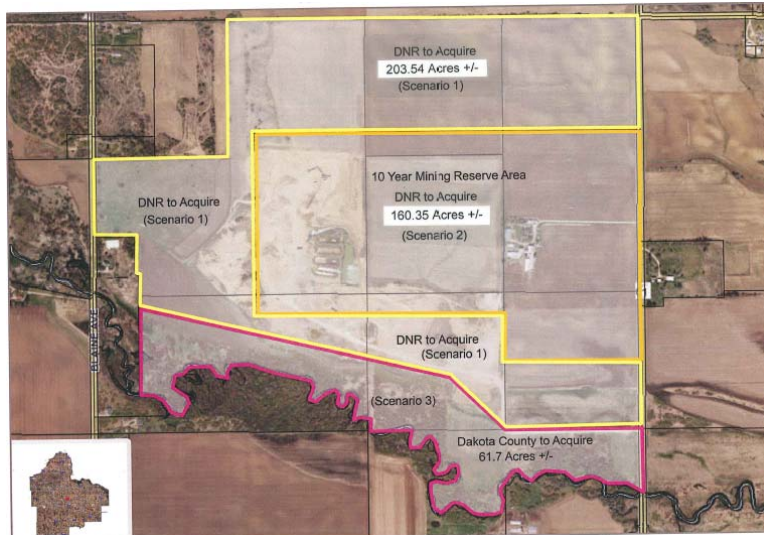 DNR to Acquire
203.54 Acres +/-
(Scenario 1)
10 Year Mining Reserve Area
DNR to Acquire
160.35 Acres +/-
(Scenario 2)
DNR to Acquire
(Scenario 1)
DNR to Acquire
(Scenario 1)
(Scenario 3)
Dakota County to Acquire
61.7 Acres +/-
BLAINE AVE